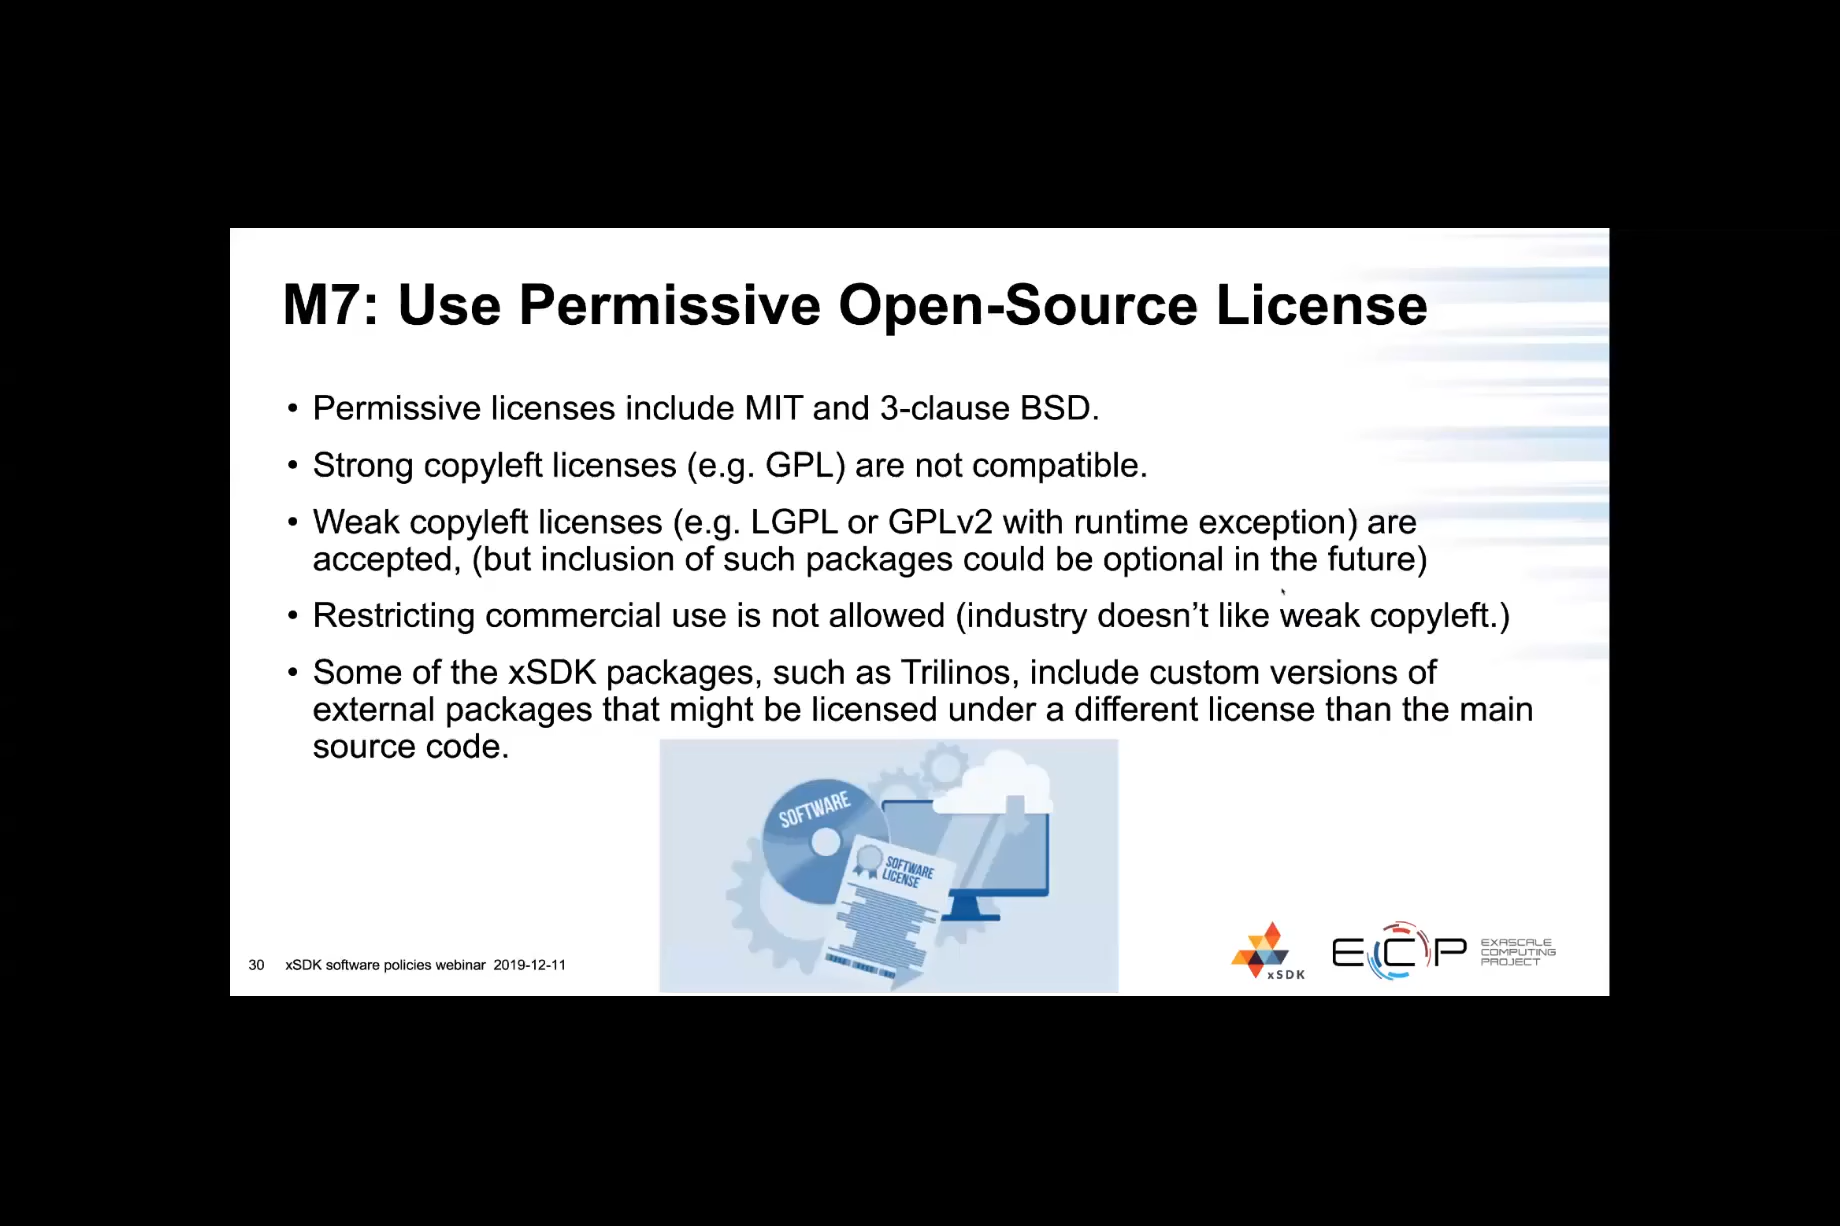 M7: Use Permissive Open-Source License
• Permissive licenses include MIT and 3-clause BSD.
• Strong copyleft licenses (e.g. GPL) are not compatible.
• Weak copyleft licenses (e.g. LGPL or GPLv2 with runtime exception) are
accepted, (but inclusion of such packages could be optional in the future)
• Restricting commercial use is not allowed (industry doesn’t like weak copyleft.)
• Some of the xSDK packages, such as Trilinos, include custom versions of
external packages that might be licensed under a different license than the main
source code.
SOFTWARE
SOFTWARE
LICENSE
30 xSDK software policies webinar 2019-12-11
xSDK
ECP
EXASCALE
COMPUTING
PROJECT